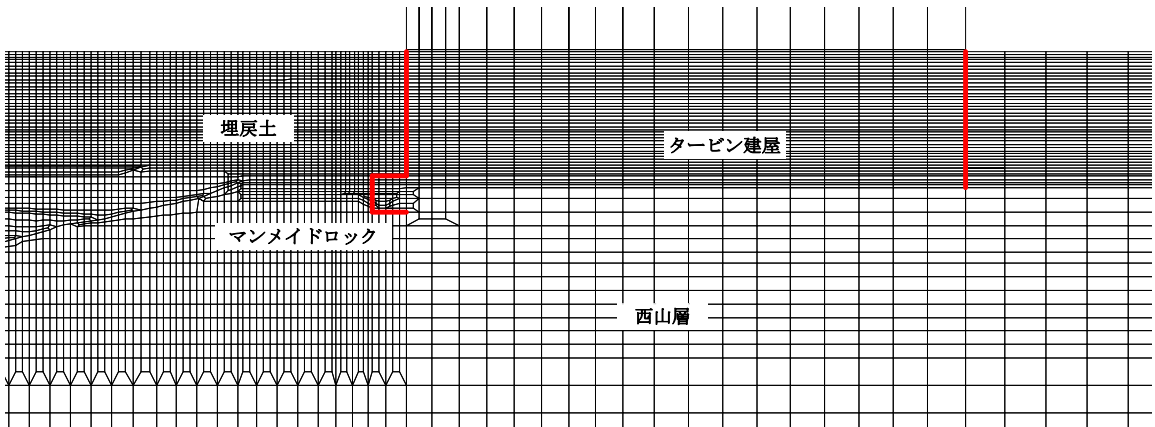 埋戻土
タービン建屋
マンメイドロック
西山層